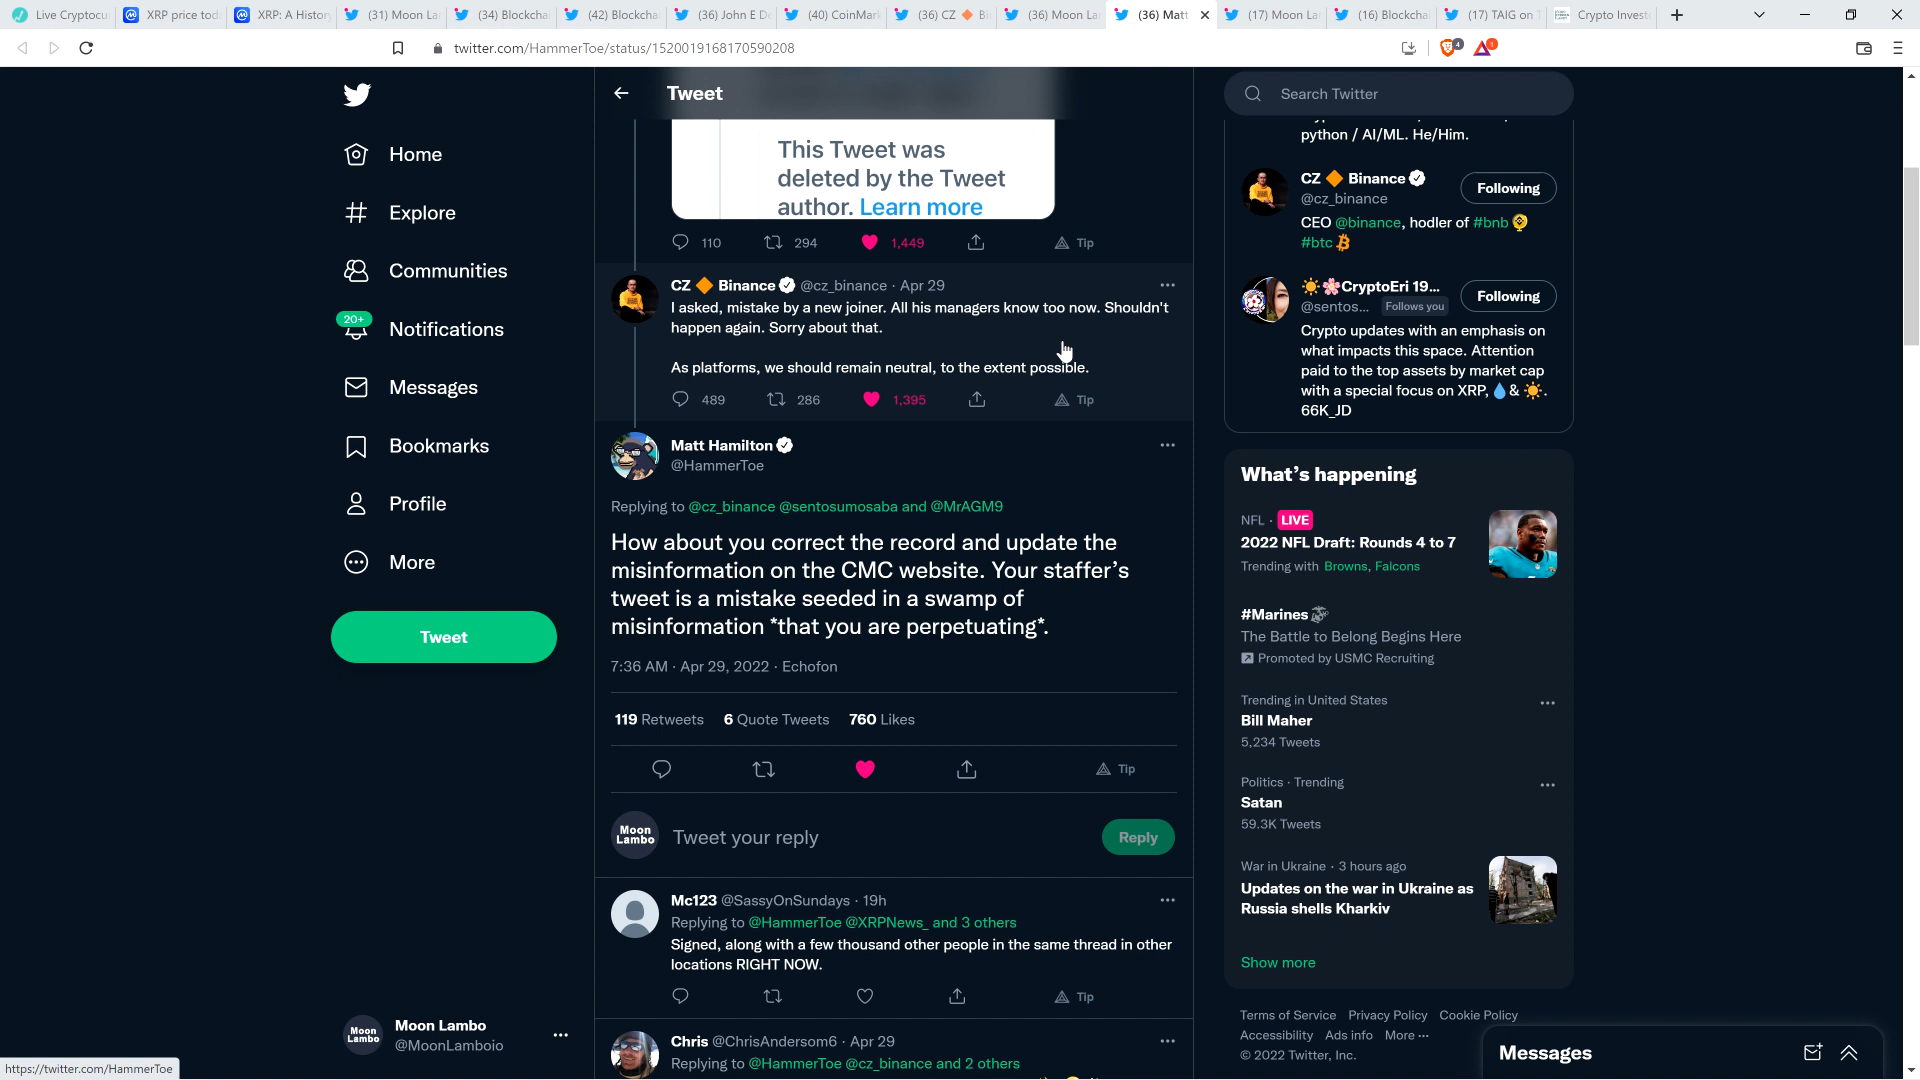 Live Cryptocu
XRP price tod
XRP: A Histor
(31) Moon La
(34) Blockcha
(42) Blockcha
(36) John E D
(40) CoinMark
(36) CZ 🔶 Bi
(36) Moon La
(36) Matt
(17) Moon La
(16) Blockcha
(17) TAIG on T
Crypto Invest
twitter.com/HammerToe/status/1520019168170590208
4
1
Home
Explore
Communities
20+
Notifications
Messages
Bookmarks
Profile
More
Tweet
Moon Lambo
Moon Lambo
@MoonLamboio
https://twitter.com/HammerToe
Tweet
This Tweet was
deleted by the Tweet
author. Learn more
110 294 1,449 Tip
CZ 🔶 Binance @cz_binance · Apr 29
I asked, mistake by a new joiner. All his managers know too now. Shouldn't
happen again. Sorry about that.
As platforms, we should remain neutral, to the extent possible.
489 286 1,395 Tip
Matt Hamilton
@HammerToe
Replying to @cz_binance @sentosumosaba and @MrAGM9
How about you correct the record and update the
misinformation on the CMC website. Your staffer's
tweet is a mistake seeded in a swamp of
misinformation *that you are perpetuating*.
7:36 AM · Apr 29, 2022 · Echofon
119 Retweets 6 Quote Tweets 760 Likes
Tip
Moon Lambo
Tweet your reply
Reply
Mc123 @SassyOnSundays · 19h
Replying to @HammerToe @XRPNews_ and 3 others
Signed, along with a few thousand other people in the same thread in other
locations RIGHT NOW.
Tip
Chris @ChrisAndersom6 · Apr 29
Replying to @HammerToe @cz_binance and 2 others
Search Twitter
python / AI/ML. He/Him.
CZ 🔶 Binance
Following
@cz_binance
CEO @binance, hodler of #bnb
#btc
☀️🌸CryptoEri 19...
Following
@sentos... Follows you
Crypto updates with an emphasis on
what impacts this space. Attention
paid to the top assets by market cap
with a special focus on XRP, 💧& ☀️.
66K_JD
What's happening
NFL · LIVE
2022 NFL Draft: Rounds 4 to 7
Trending with Browns, Falcons
#Marines
The Battle to Belong Begins Here
Promoted by USMC Recruiting
Trending in United States
Bill Maher
5,234 Tweets
Politics · Trending
Satan
59.3K Tweets
War in Ukraine · 3 hours ago
Updates on the war in Ukraine as
Russia shells Kharkiv
Show more
Terms of Service Privacy Policy Cookie Policy
Accessibility Ads info More ···
© 2022 Twitter, Inc.
Messages